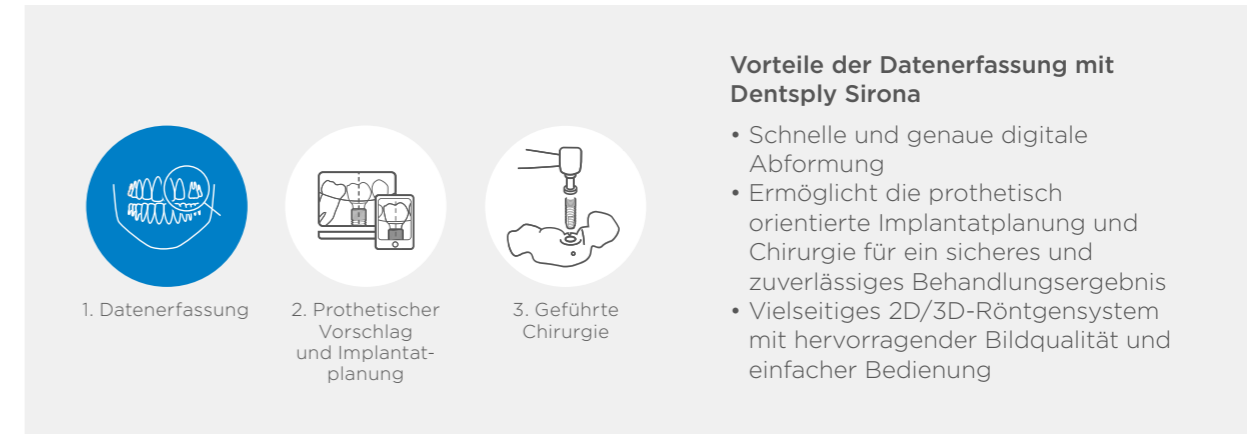 Vorteile der Datenerfassung mit
Dentsply Sirona
• Schnelle und genaue digitale
Abformung
• Ermöglicht die prothetisch
orientierte Implantatplanung und
Chirurgie für ein sicheres und
zuverlässiges Behandlungsergebnis
• Vielseitiges 2D/3D-Röntgensystem
mit hervorragender Bildqualität und
einfacher Bedienung
1. Datenerfassung
2. Prothetischer
Vorschlag
und Implantat-
planung
3. Geführte
Chirurgie